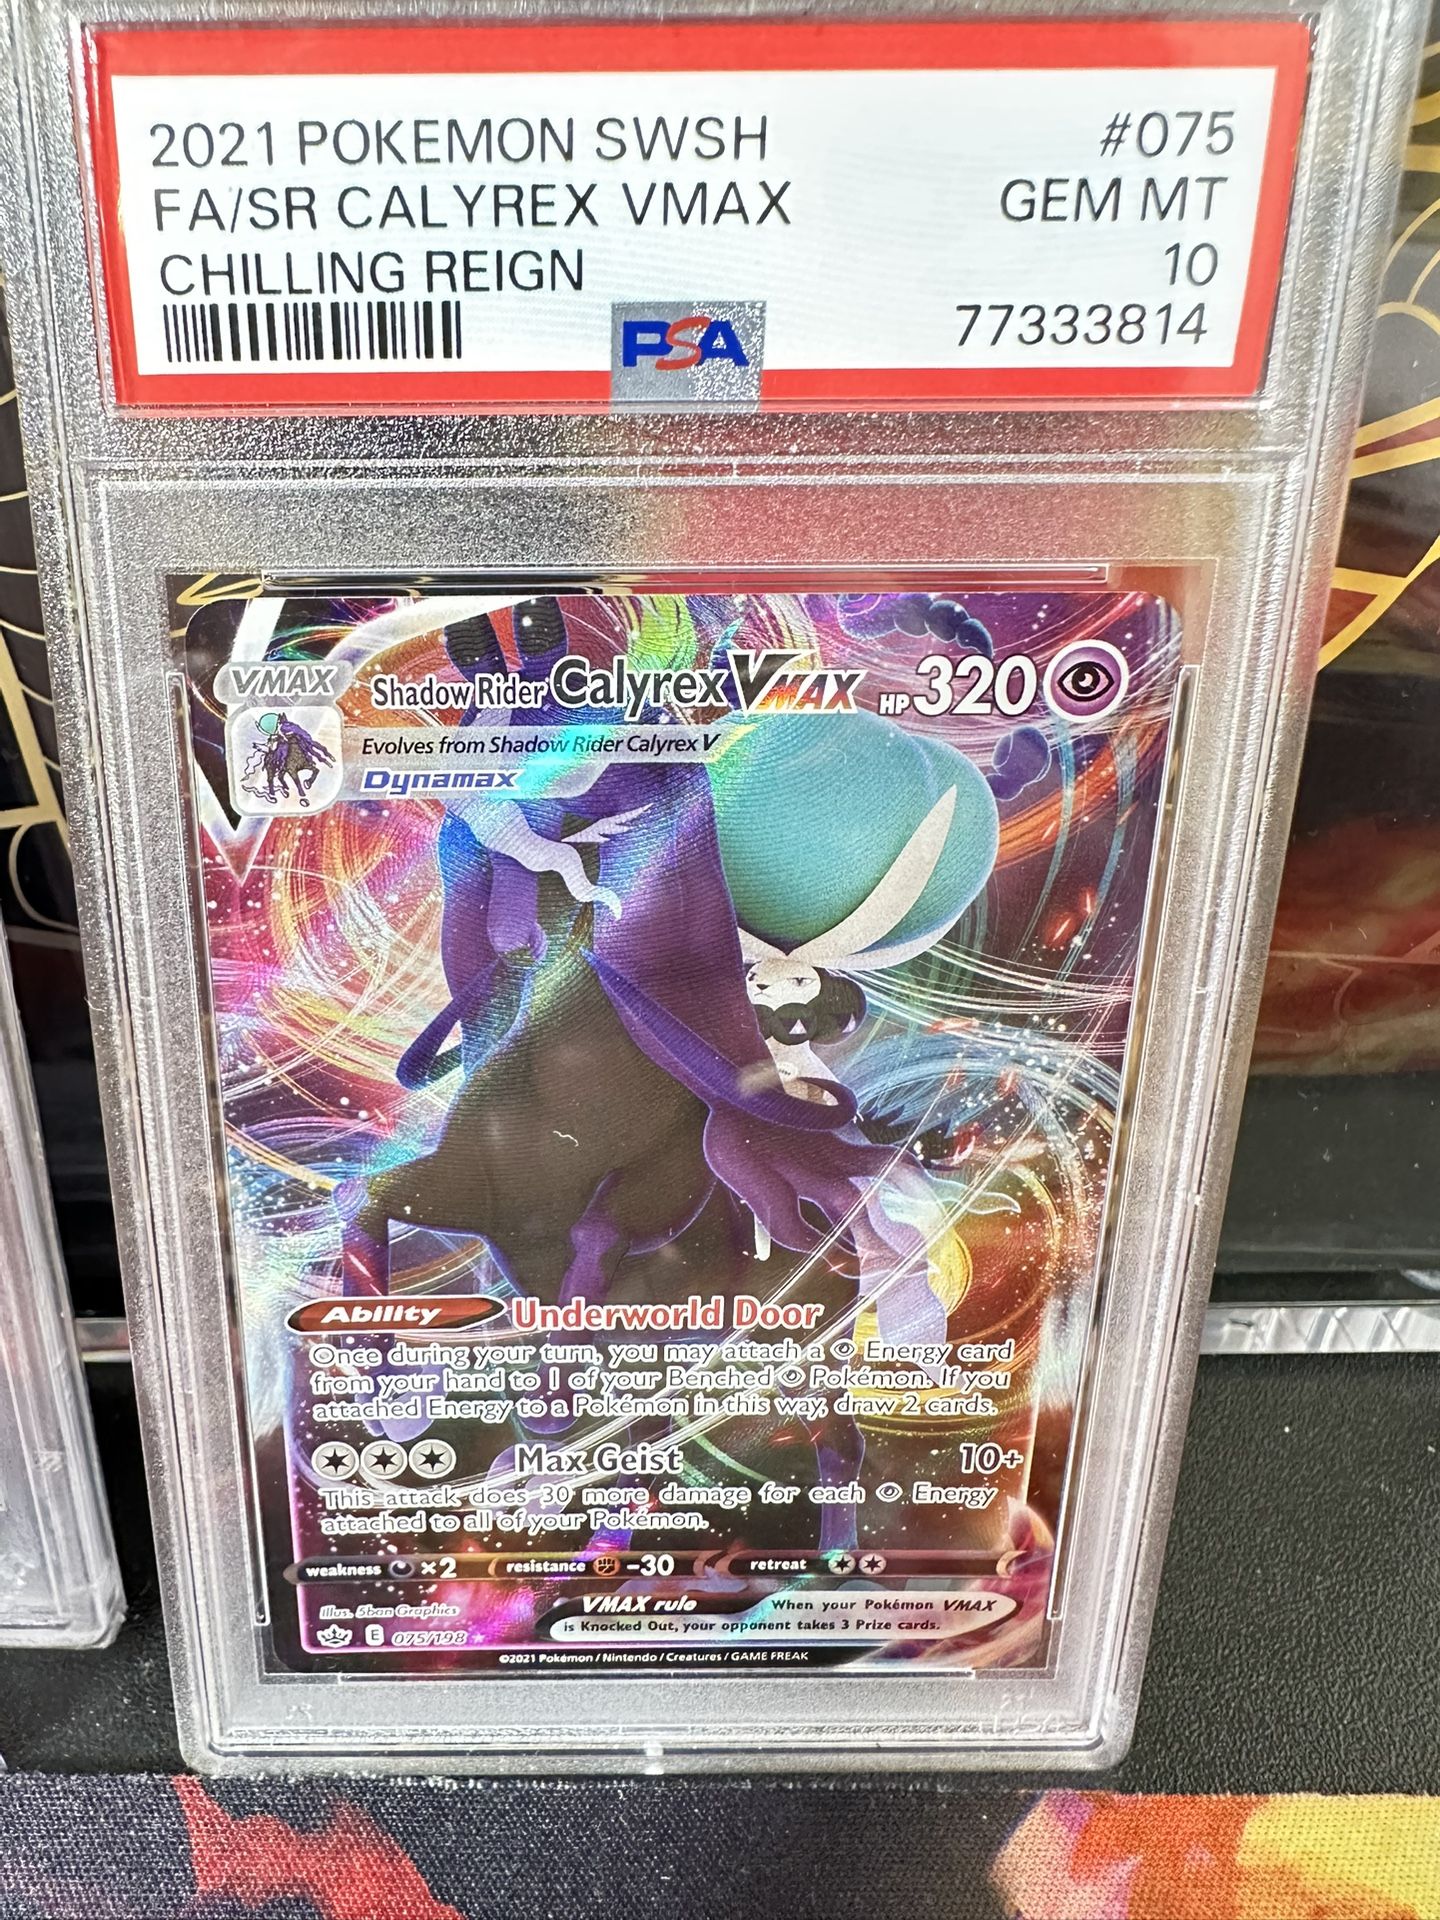 2021 POKEMON SWSH #075
FA/SR CALYREX VMAX GEM MT
CHILLING REIGN 10
PSA 77333814
VMAX Shadow Rider Calyrex VMAX HP 320
Evolves from Shadow Rider Calyrex V
Dynamax
Ability Underworld Door
Once during your turn, you may attach a Energy card
from your hand to 1 of your Benched Pokémon. If you
attached Energy to a Pokémon in this way, draw 2 cards.
Max Geist 10+
This attack does 30 more damage for each Energy
attached to all of your Pokémon.
weakness ×2 resistance -30 retreat
Illus. 5ban Graphics
VMAX rule When your Pokémon VMAX
is Knocked Out, your opponent takes 3 Prize cards.
E 075/198
©2021 Pokémon / Nintendo / Creatures / GAME FREAK